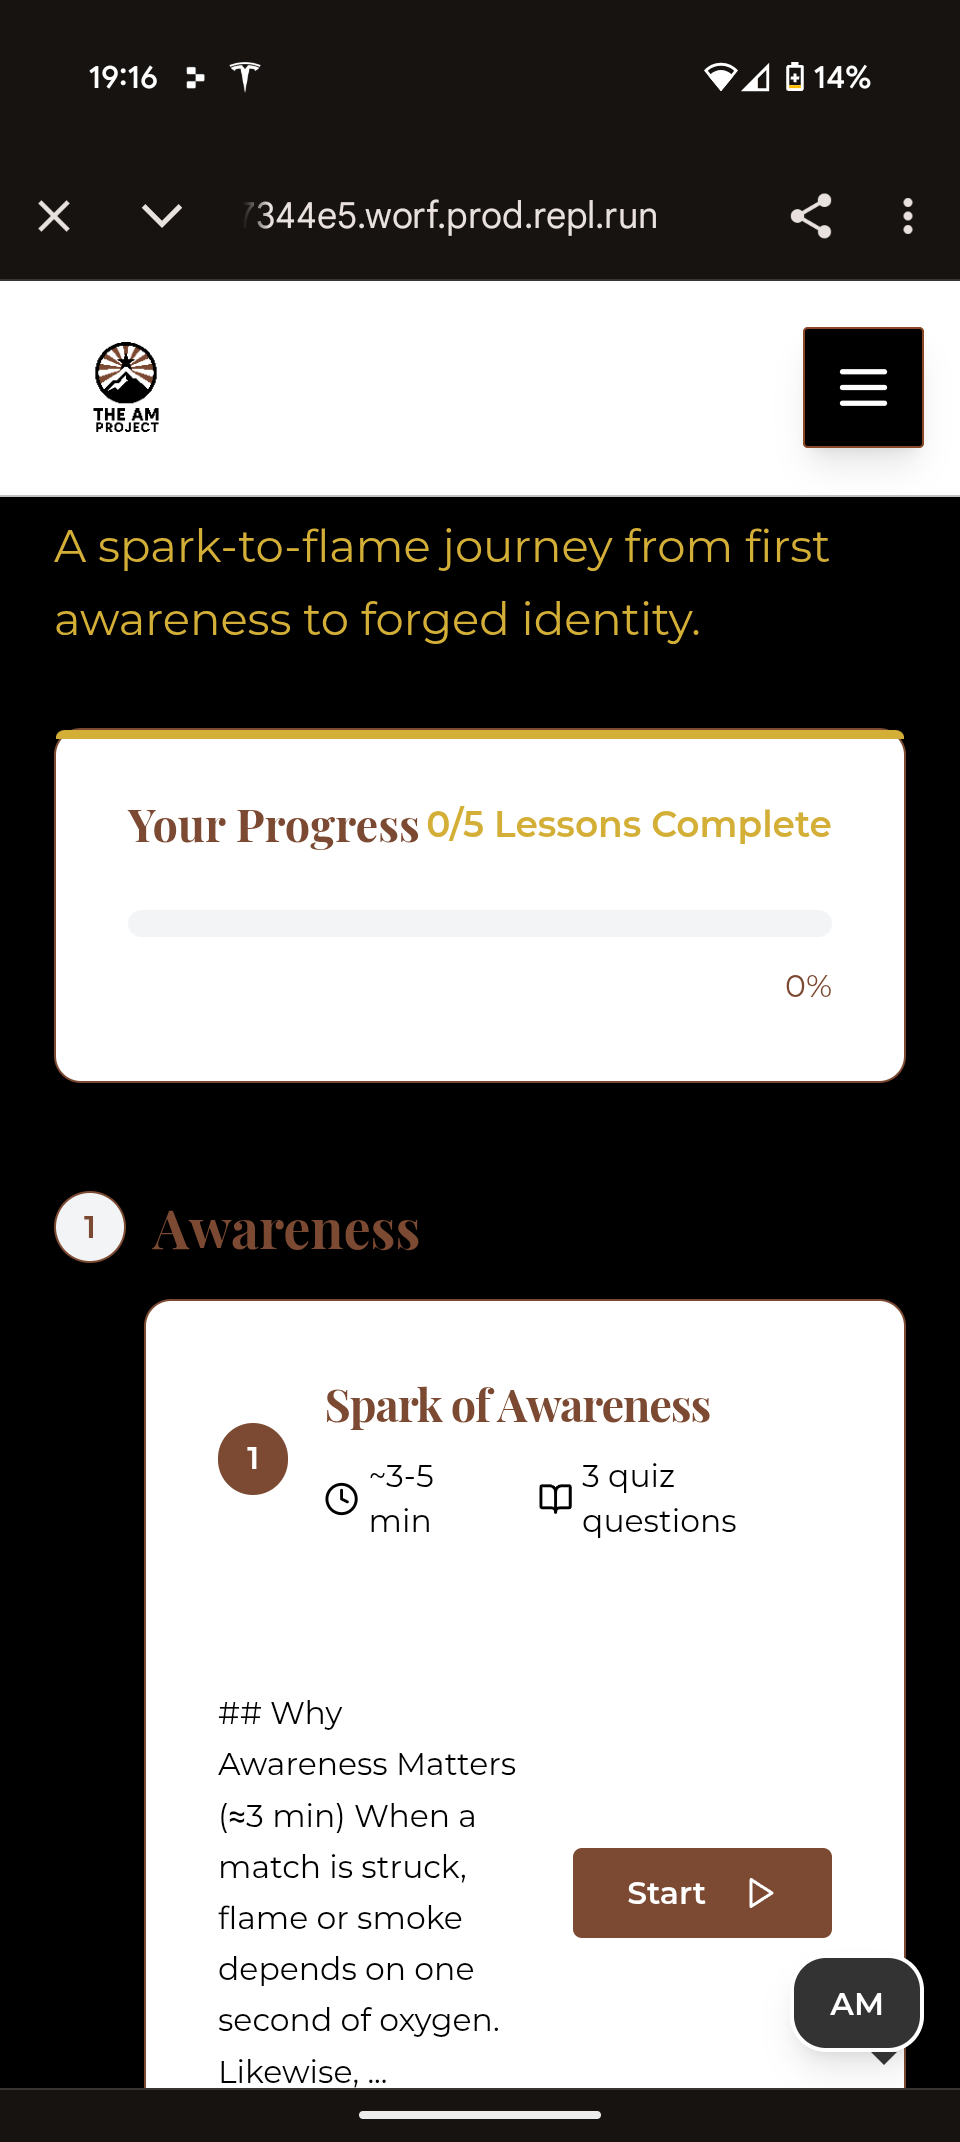 19:16
14%
7344e5.worf.prod.repl.run
THE AM
PROJECT
A spark-to-flame journey from first
awareness to forged identity.
Your Progress 0/5 Lessons Complete
0%
1 Awareness
Spark of Awareness
1
~3-5
min
3 quiz
questions
## Why
Awareness Matters
(≈3 min) When a
match is struck,
flame or smoke
depends on one
second of oxygen.
Likewise, ...
Start
AM